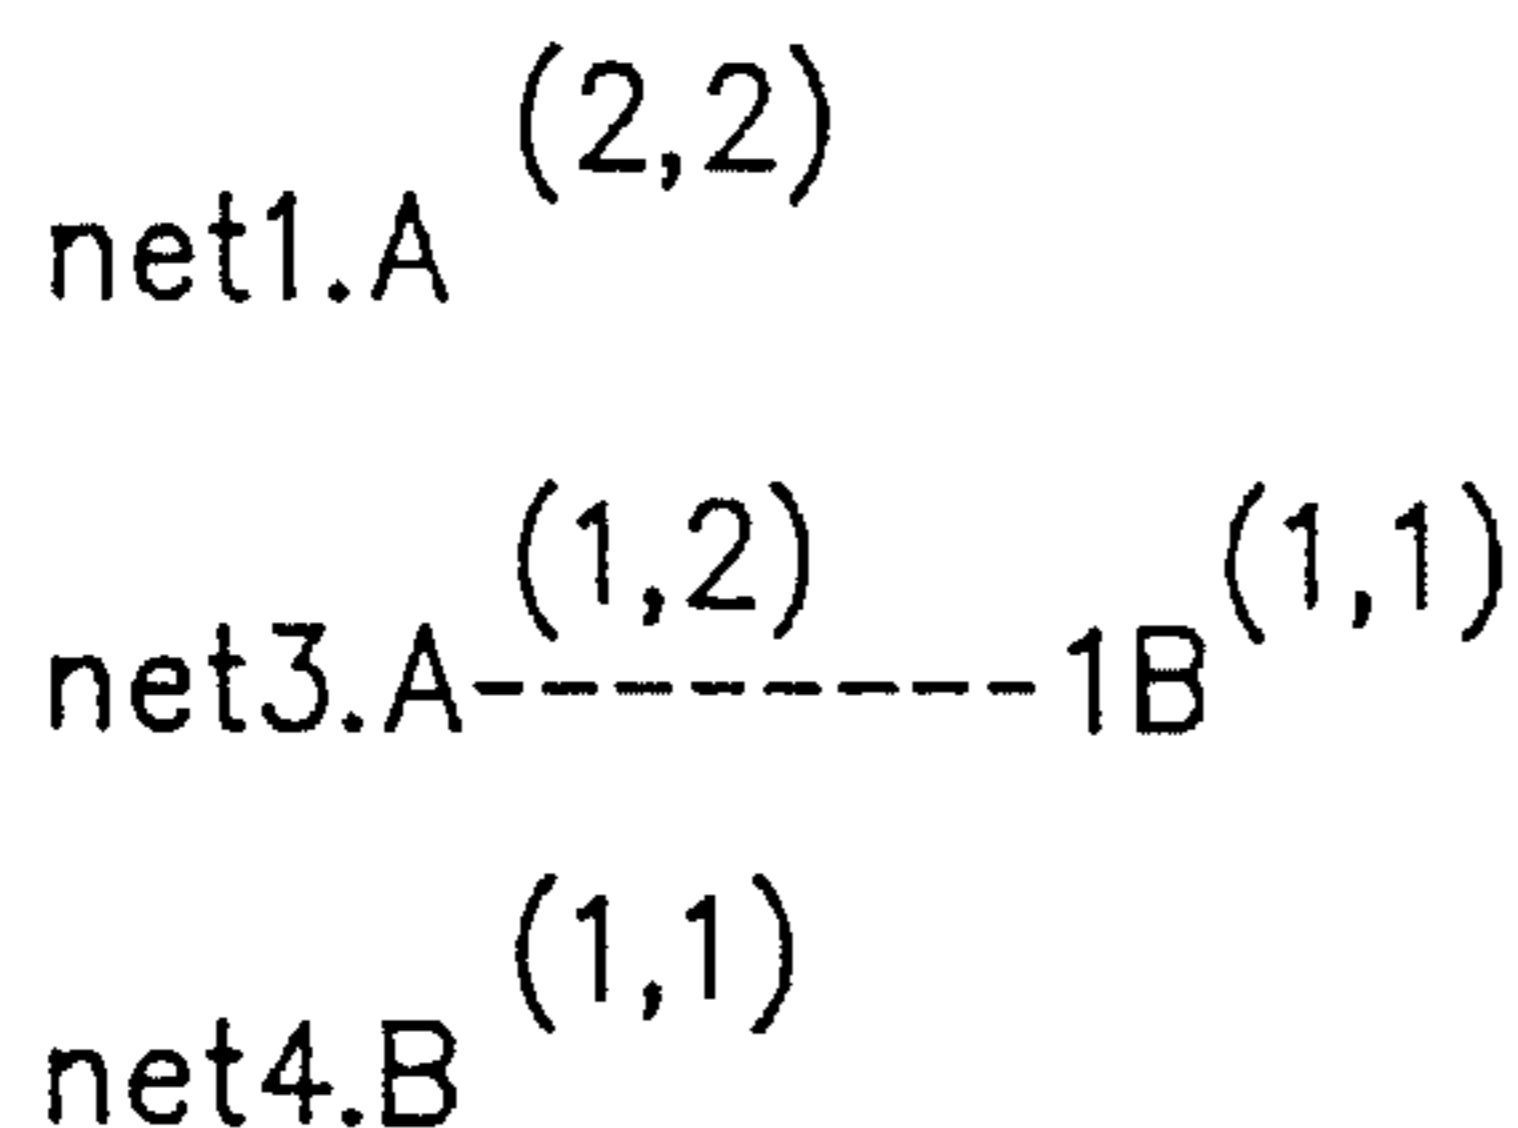 net1.A (2,2)
net3.A (1,2) -------- 1B (1,1)
net4.B (1,1)